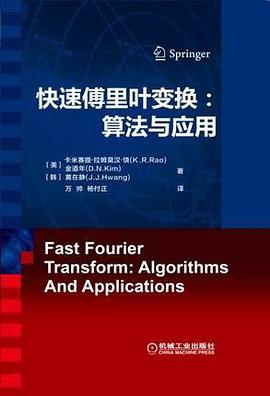 Springer
快速傅里叶变换：
算法与应用
[美] 卡米赛提·拉姆莫汉·饶(K.R.Rao)
金道年(D.N.Kim) 著
[韩] 黄在静(J.J.Hwang)
万帅 杨付正 译
Fast Fourier
Transform: Algorithms
And Applications
机械工业出版社
CHINA MACHINE PRESS